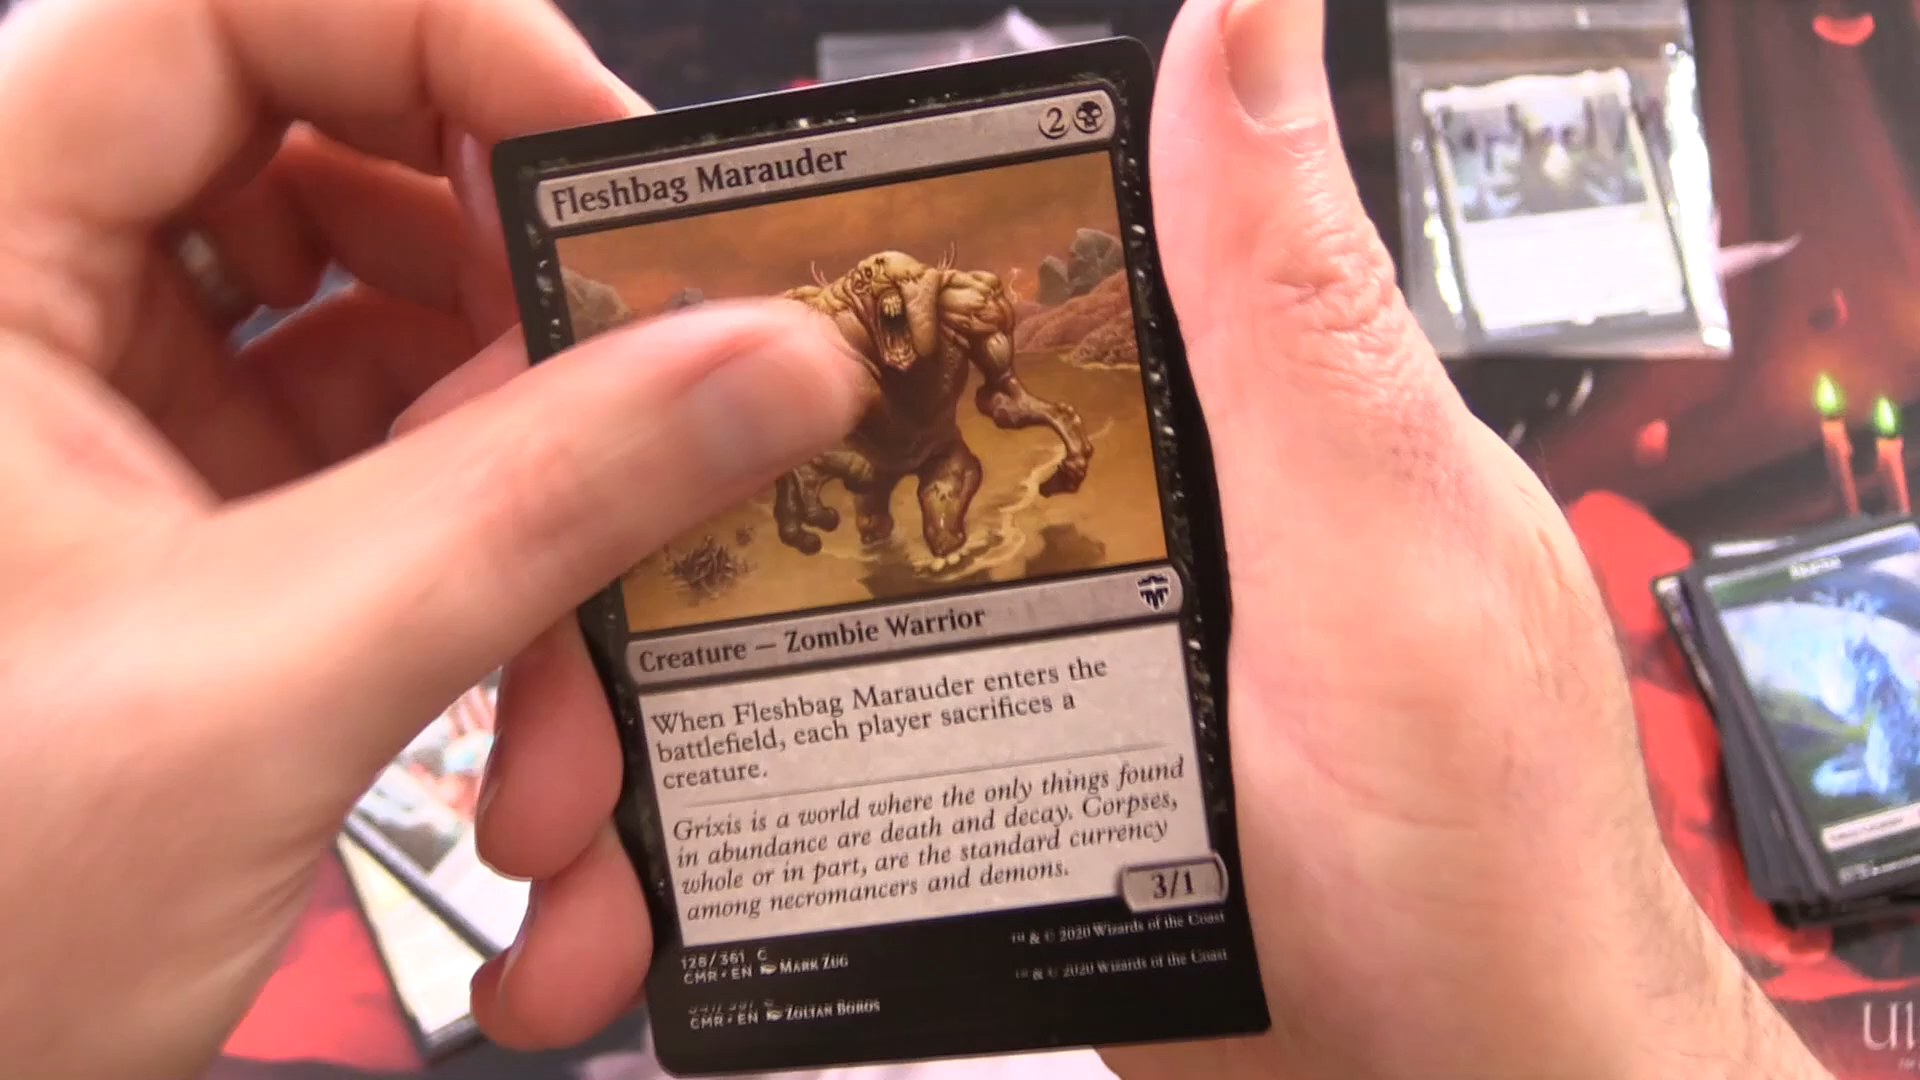 Fleshbag Marauder
2
Creature — Zombie Warrior
When Fleshbag Marauder enters the
battlefield, each player sacrifices a
creature.
Grixis is a world where the only things found
in abundance are death and decay. Corpses,
whole or in part, are the standard currency
among necromancers and demons.
3/1
128/361 C
CMR • EN Mark Zug
™ & © 2020 Wizards of the Coast
CMR • EN Zoltan Boros
™ & © 2020 Wizards of the Coast